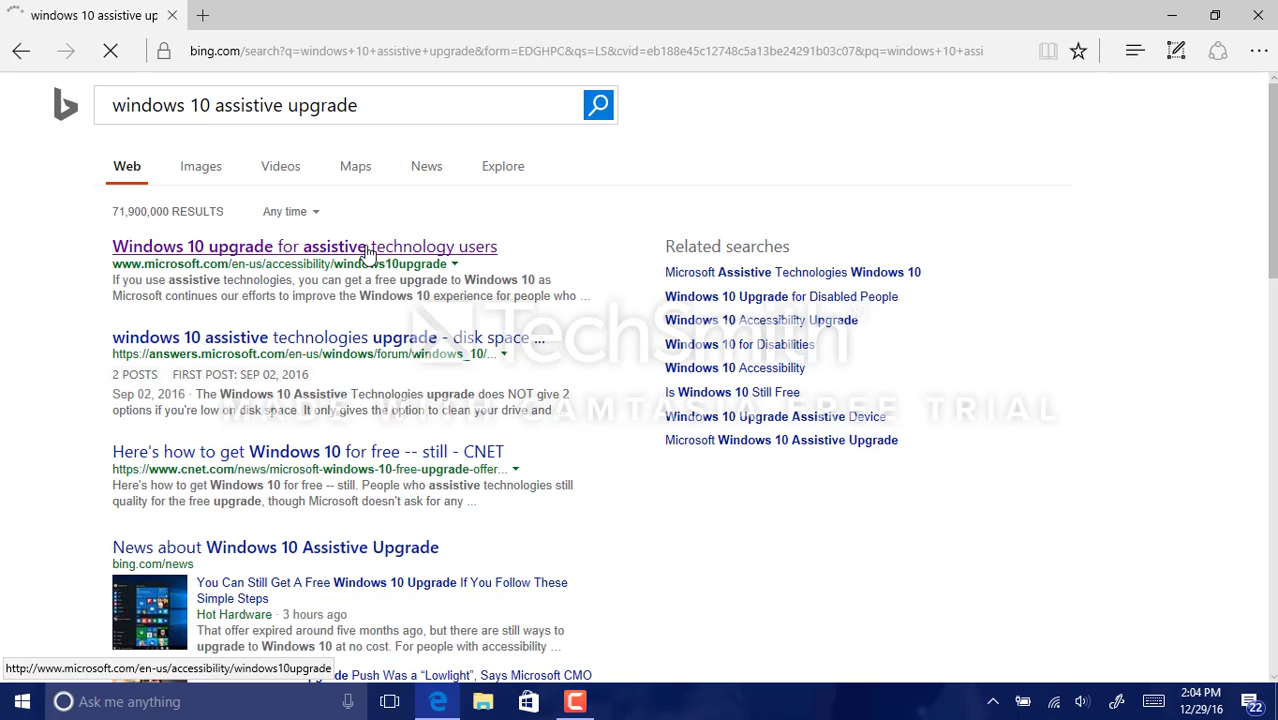 windows 10 assistive up
bing.com/search?q=windows+10+assistive+upgrade&form=EDGHPC&qs=LS&cvid=eb188e45c12748c5a13be24291b03c07&pq=windows+10+assi
windows 10 assistive upgrade
Web Images Videos Maps News Explore
71,900,000 RESULTS Any time
Windows 10 upgrade for assistive technology users
www.microsoft.com/en-us/accessibility/windows10upgrade
If you use assistive technologies, you can get a free upgrade to Windows 10 as
Microsoft continues our efforts to improve the Windows 10 experience for people who ...
windows 10 assistive technologies upgrade - disk space ...
https://answers.microsoft.com/en-us/windows/forum/windows_10/...
2 POSTS FIRST POST: SEP 02, 2016
Sep 02, 2016 · The Windows 10 Assistive Technologies upgrade does NOT give 2
options if you're low on disk space. It only gives the option to clean your drive and ...
Here's how to get Windows 10 for free -- still - CNET
https://www.cnet.com/news/microsoft-windows-10-free-upgrade-offer...
Here's how to get Windows 10 for free -- still. People who assistive technologies still
quality for the free upgrade, though Microsoft doesn't ask for any ...
News about Windows 10 Assistive Upgrade
bing.com/news
You Can Still Get A Free Windows 10 Upgrade If You Follow These
Simple Steps
Hot Hardware · 3 hours ago
That offer expired around five months ago, but there are still ways to
upgrade to Windows 10 at no cost. For people with accessibility ...
grade Push Was a “Lowlight”, Says Microsoft CMO
http://www.microsoft.com/en-us/accessibility/windows10upgrade
Related searches
Microsoft Assistive Technologies Windows 10
Windows 10 Upgrade for Disabled People
Windows 10 Accessibility Upgrade
Windows 10 for Disabilities
Windows 10 Accessibility
Is Windows 10 Still Free
Windows 10 Upgrade Assistive Device
Microsoft Windows 10 Assistive Upgrade
TechSmith
MADE WITH CAMTASIA FREE TRIAL
Ask me anything
2:04 PM
12/29/16
22